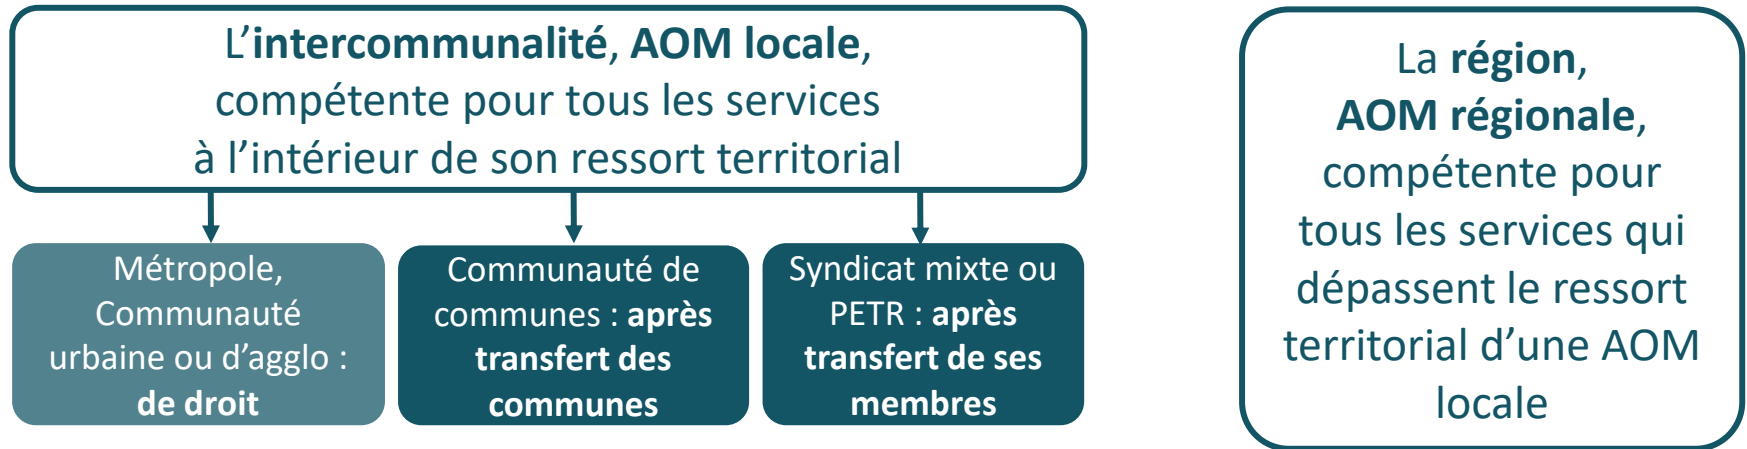 L’intercommunalité, AOM locale,
compétente pour tous les services
à l’intérieur de son ressort territorial
Métropole,
Communauté
urbaine ou d’agglo :
de droit
Communauté de
communes : après
transfert des
communes
Syndicat mixte ou
PETR : après
transfert de ses
membres
La région,
AOM régionale,
compétente pour
tous les services qui
dépassent le ressort
territorial d’une AOM
locale